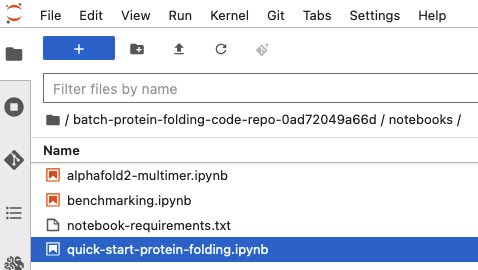 File Edit View Run Kernel Git Tabs Settings Help
+
Filter files by name
/ batch-protein-folding-code-repo-0ad72049a66d / notebooks /
Name
alphafold2-multimer.ipynb
benchmarking.ipynb
notebook-requirements.txt
quick-start-protein-folding.ipynb